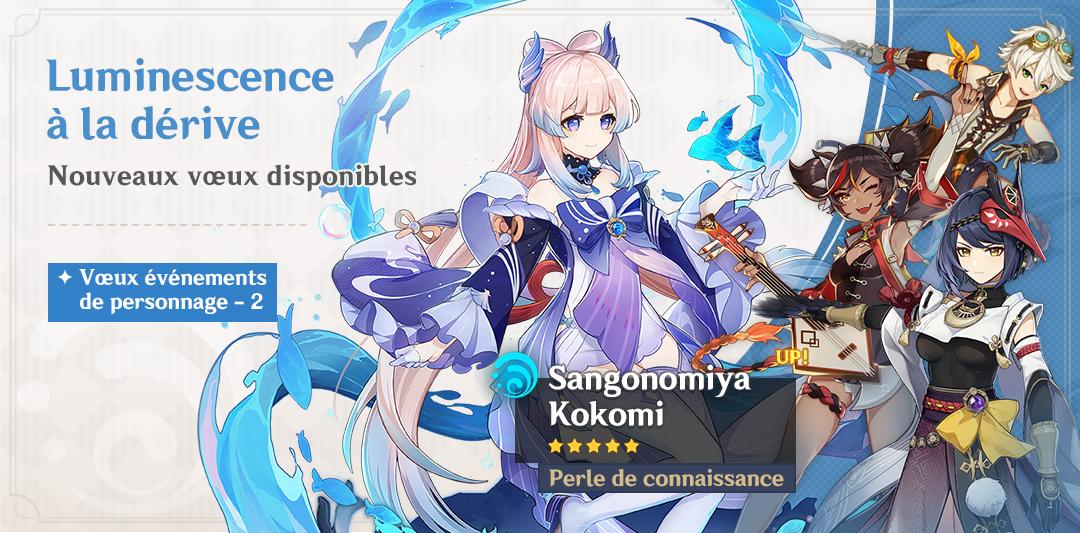 Luminescence
à la dérive
Nouveaux vœux disponibles
✦ Vœux événements
de personnage – 2
UP!
Sangonomiya
Kokomi
★★★★★
Perle de connaissance